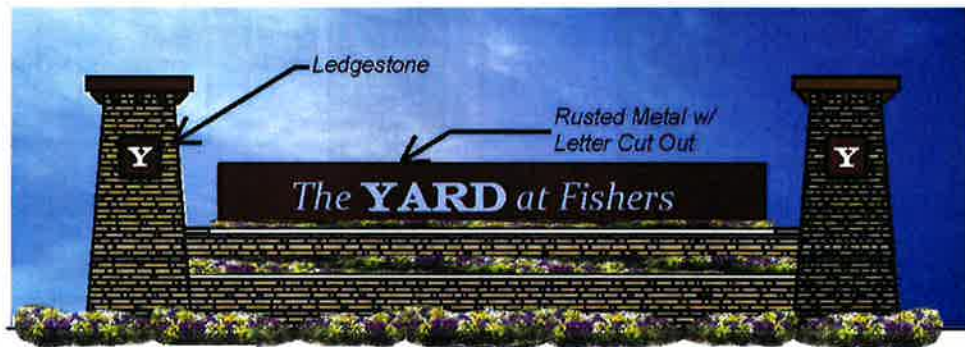 Ledgestone
Rusted Metal w/
Letter Cut Out
Y
Y
The YARD at Fishers